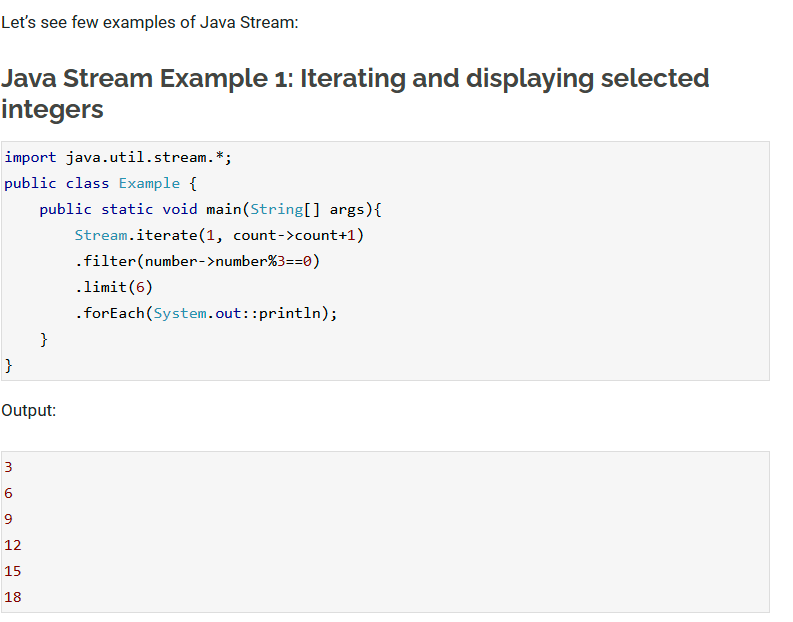 Let's see few examples of Java Stream:
Java Stream Example 1: Iterating and displaying selected
integers
import java.util.stream.*;
public class Example {
    public static void main(String[] args){
        Stream.iterate(1, count->count+1)
        .filter(number->number%3==0)
        .limit(6)
        .forEach(System.out::println);
    }
}
Output:
3
6
9
12
15
18